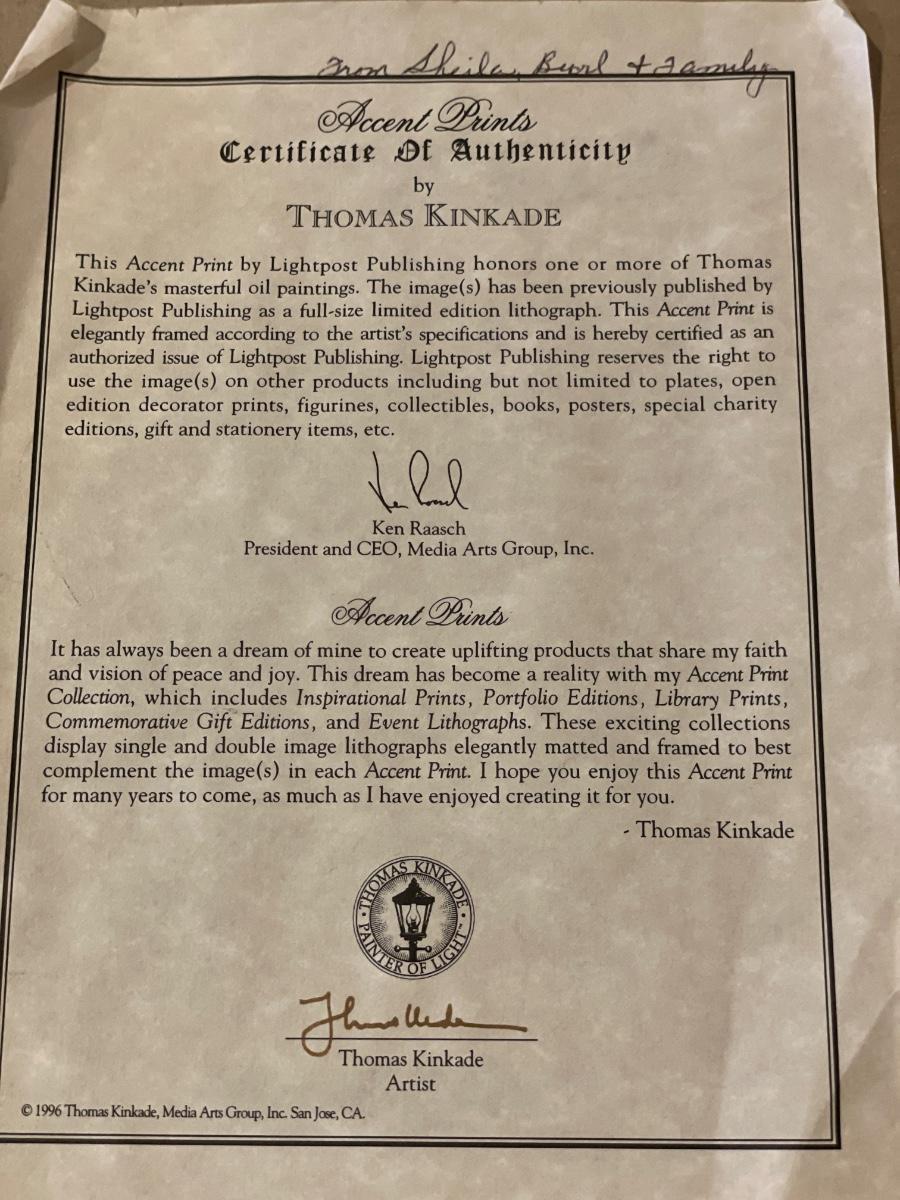 From Sheila, Burl + Family
Accent Prints
Certificate Of Authenticity
by
THOMAS KINKADE
This Accent Print by Lightpost Publishing honors one or more of Thomas
Kinkade's masterful oil paintings. The image(s) has been previously published by
Lightpost Publishing as a full-size limited edition lithograph. This Accent Print is
elegantly framed according to the artist's specifications and is hereby certified as an
authorized issue of Lightpost Publishing. Lightpost Publishing reserves the right to
use the image(s) on other products including but not limited to plates, open
edition decorator prints, figurines, collectibles, books, posters, special charity
editions, gift and stationery items, etc.
Ken Raasch
President and CEO, Media Arts Group, Inc.
Accent Prints
It has always been a dream of mine to create uplifting products that share my faith
and vision of peace and joy. This dream has become a reality with my Accent Print
Collection, which includes Inspirational Prints, Portfolio Editions, Library Prints,
Commemorative Gift Editions, and Event Lithographs. These exciting collections
display single and double image lithographs elegantly matted and framed to best
complement the image(s) in each Accent Print. I hope you enjoy this Accent Print
for many years to come, as much as I have enjoyed creating it for you.
- Thomas Kinkade
• THOMAS KINKADE •
PAINTER OF LIGHT™
Thomas Kinkade
Artist
© 1996 Thomas Kinkade, Media Arts Group, Inc. San Jose, CA.